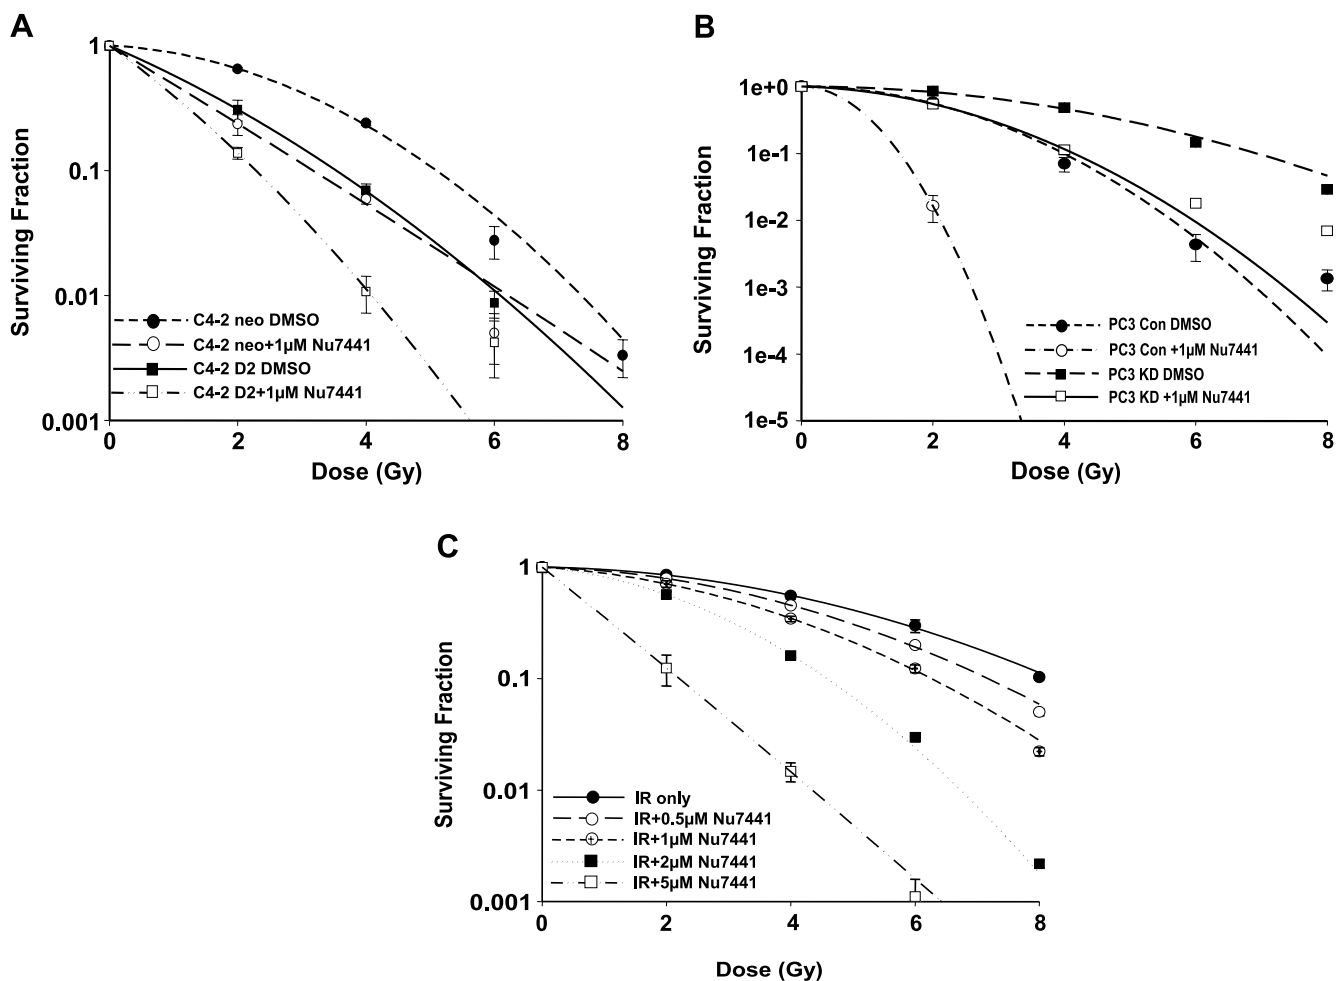 A
Surviving Fraction
1
0.1
0.01
0.001
C4-2 neo DMSO
C4-2 neo+1µM Nu7441
C4-2 D2 DMSO
C4-2 D2+1µM Nu7441
0 2 4 6 8
Dose (Gy)
B
Surviving Fraction
1e+0
1e-1
1e-2
1e-3
1e-4
1e-5
PC3 Con DMSO
PC3 Con +1µM Nu7441
PC3 KD DMSO
PC3 KD +1µM Nu7441
0 2 4 6 8
Dose (Gy)
C
Surviving Fraction
1
0.1
0.01
0.001
IR only
IR+0.5µM Nu7441
IR+1µM Nu7441
IR+2µM Nu7441
IR+5µM Nu7441
0 2 4 6 8
Dose (Gy)